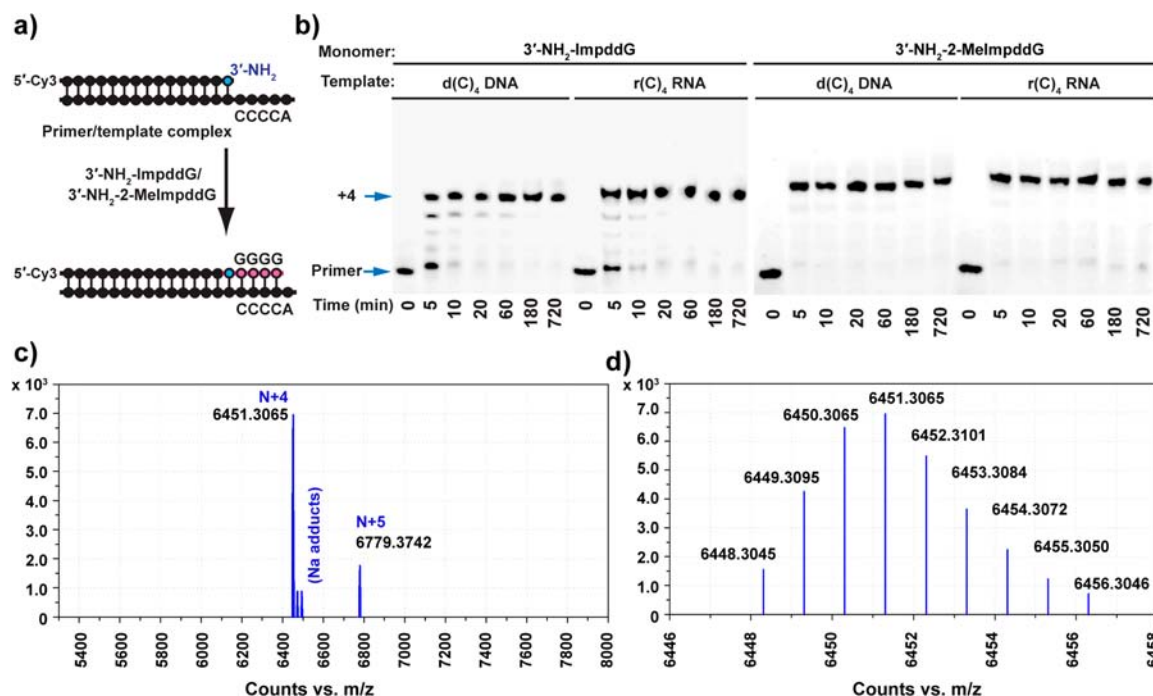 a)
3′-NH₂
5′-Cy3
CCCCA
Primer/template complex
3′-NH₂-ImpddG/
3′-NH₂-2-MeImpddG
GGGG
5′-Cy3
CCCCA
b)
Monomer:
3′-NH₂-ImpddG
3′-NH₂-2-MeImpddG
Template:
d(C)₄ DNA
r(C)₄ RNA
d(C)₄ DNA
r(C)₄ RNA
+4
Primer
Time (min)
0 5 10 20 60 180 720 0 5 10 20 60 180 720 0 5 10 20 60 180 720 0 5 10 20 60 180 720
c)
x 10³
7.0
6.0
5.0
4.0
3.0
2.0
1.0
0
N+4
6451.3065
(Na adducts)
N+5
6779.3742
5400 5600 5800 6000 6200 6400 6600 6800 7000 7200 7400 7600 7800 8000
Counts vs. m/z
d)
x 10³
7.0
6.0
5.0
4.0
3.0
2.0
1.0
0
6448.3045
6449.3095
6450.3065
6451.3065
6452.3101
6453.3084
6454.3072
6455.3050
6456.3046
6446 6448 6450 6452 6454 6456 6458
Counts vs. m/z